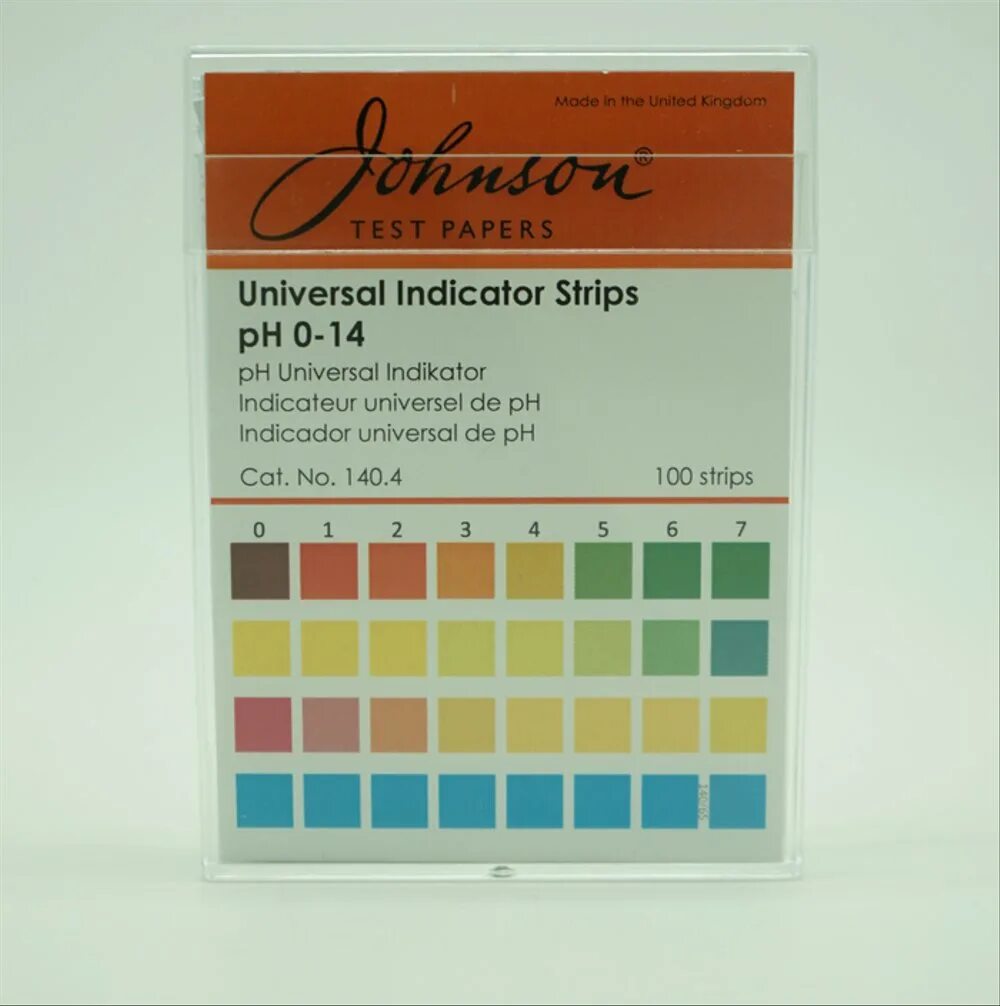 Made in the United Kingdom
Johnson®
TEST PAPERS
Universal Indicator Strips
pH 0-14
pH Universal Indikator
Indicateur universel de pH
Indicador universal de pH
Cat. No. 140.4 100 strips
0 1 2 3 4 5 6 7